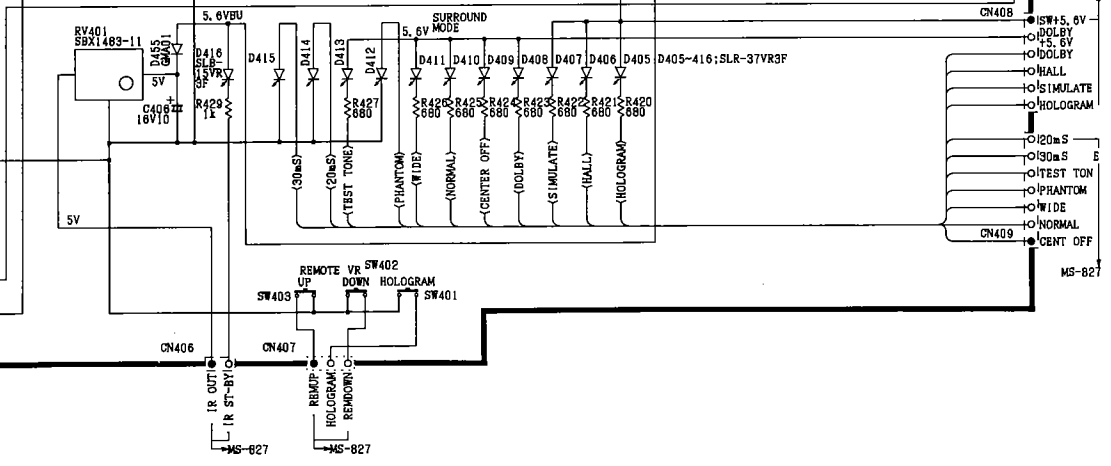 CN408
SW+5.6V
DOLBY
+5.6V
DOLBY
HALL
SIMULATE
HOLOGRAM
20mS
30mS
E
TEST TON
PHANTOM
WIDE
NORMAL
CN409
CENT OFF
MS-827
5.6VBU
SURROUND
MODE
5.6V
RV401
SBX1483-11
D455
GMA01
5V
C406
16V10
+
D416
SLB-
15VR
3F
R429
1k
D415
D414
D413
D412
D411
D410
D409
D408
D407
D406
D405
D405~416;SLR-37VR3F
R427
680
R426
680
R425
680
R424
680
R423
680
R422
680
R421
680
R420
680
(30mS)
(20mS)
(TEST TONE)
(PHANTOM)
(WIDE)
(NORMAL)
(CENTER OFF)
(DOLBY)
(SIMULATE)
(HALL)
(HOLOGRAM)
5V
REMOTE VR
SW402
UP
DOWN
HOLOGRAM
SW403
SW401
CN406
CN407
IR OUT
IR ST-BY
REMUP
HOLOGRAM
REMDOWN
MS-827
MS-827